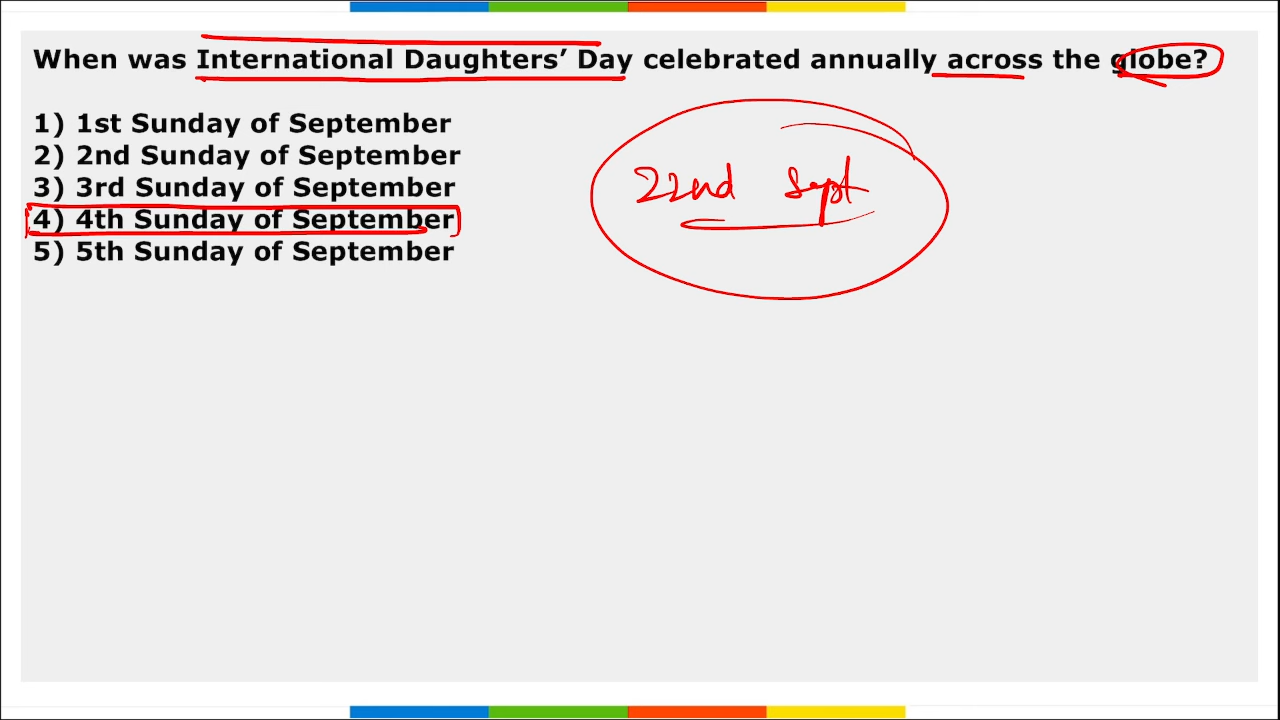 When was International Daughters’ Day celebrated annually across the globe?
1) 1st Sunday of September
2) 2nd Sunday of September
3) 3rd Sunday of September
4) 4th Sunday of September
5) 5th Sunday of September
22nd Sept